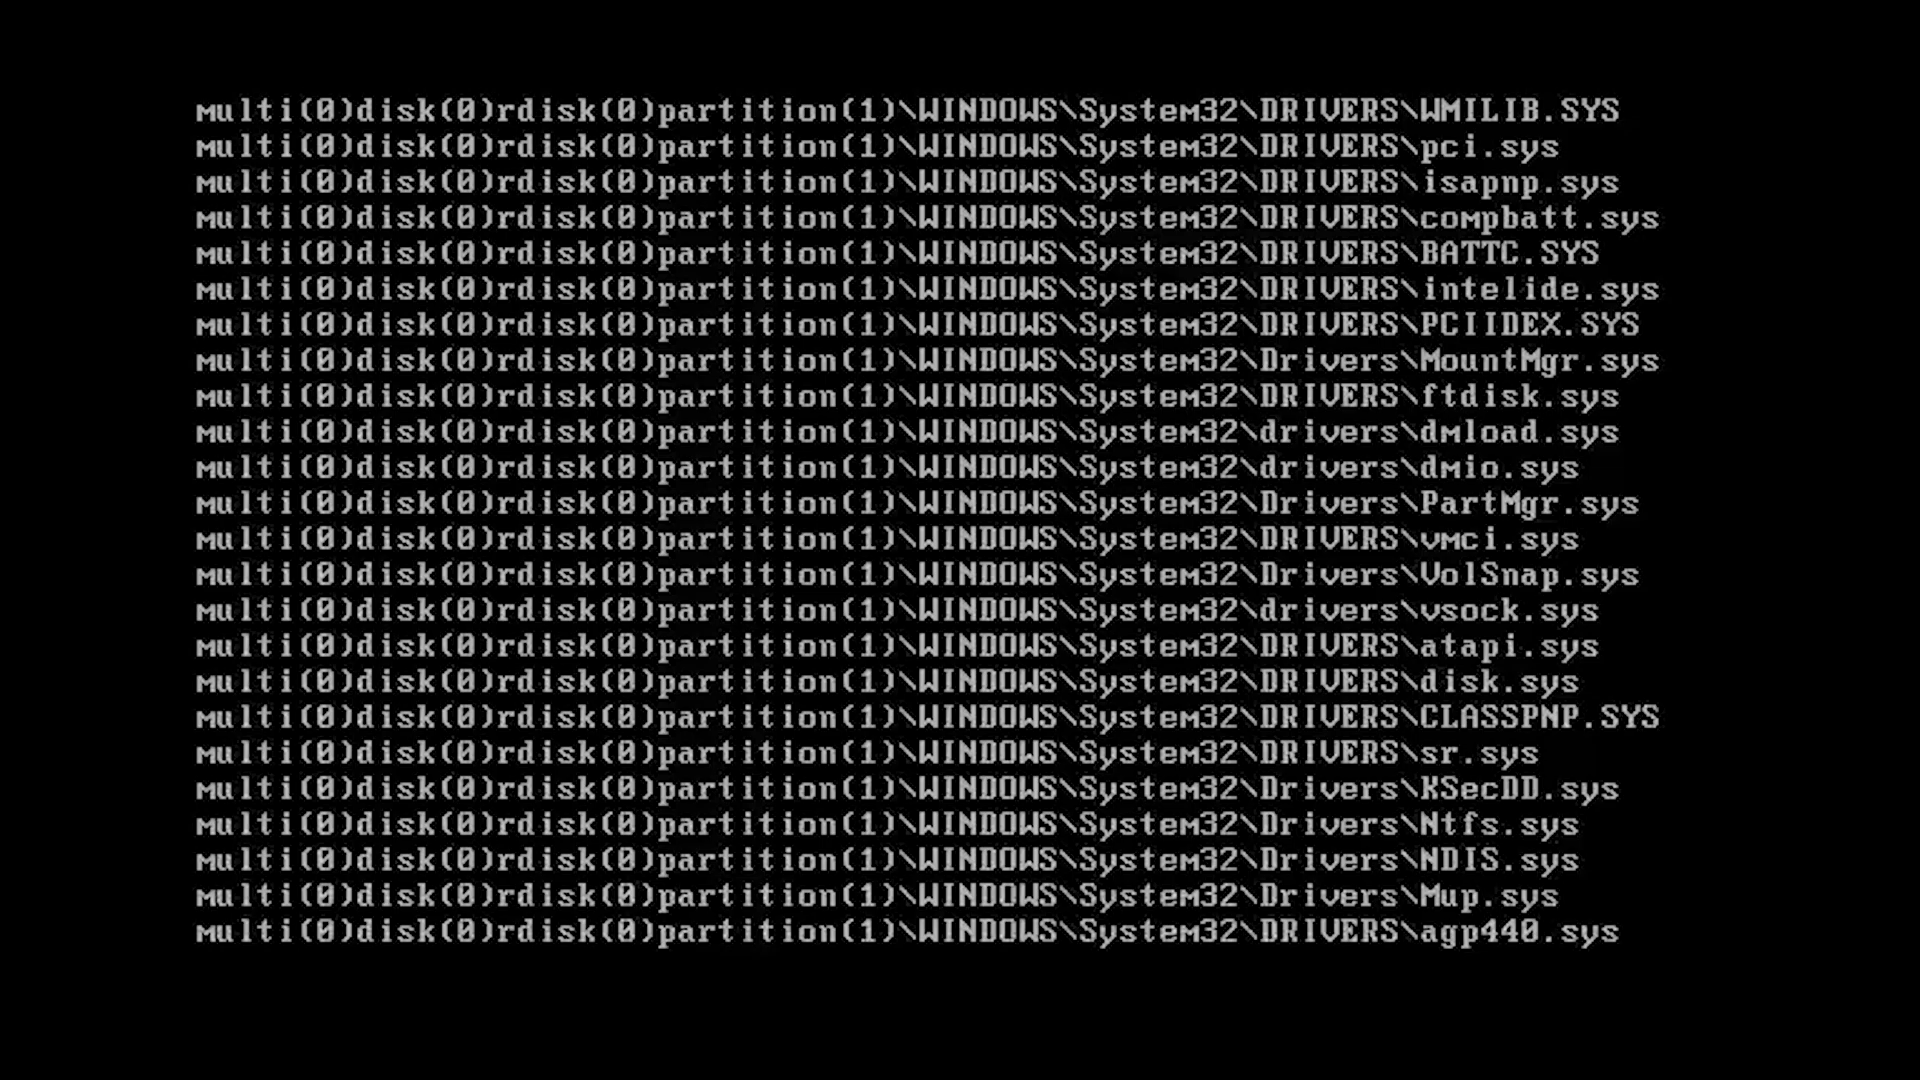 multi(0)disk(0)rdisk(0)partition(1)\WINDOWS\System32\DRIVERS\WMILIB.SYS
multi(0)disk(0)rdisk(0)partition(1)\WINDOWS\System32\DRIVERS\pci.sys
multi(0)disk(0)rdisk(0)partition(1)\WINDOWS\System32\DRIVERS\isapnp.sys
multi(0)disk(0)rdisk(0)partition(1)\WINDOWS\System32\DRIVERS\compbatt.sys
multi(0)disk(0)rdisk(0)partition(1)\WINDOWS\System32\DRIVERS\BATTC.SYS
multi(0)disk(0)rdisk(0)partition(1)\WINDOWS\System32\DRIVERS\intelide.sys
multi(0)disk(0)rdisk(0)partition(1)\WINDOWS\System32\DRIVERS\PCIIDEX.SYS
multi(0)disk(0)rdisk(0)partition(1)\WINDOWS\System32\Drivers\MountMgr.sys
multi(0)disk(0)rdisk(0)partition(1)\WINDOWS\System32\DRIVERS\ftdisk.sys
multi(0)disk(0)rdisk(0)partition(1)\WINDOWS\System32\drivers\dmload.sys
multi(0)disk(0)rdisk(0)partition(1)\WINDOWS\System32\drivers\dmio.sys
multi(0)disk(0)rdisk(0)partition(1)\WINDOWS\System32\Drivers\PartMgr.sys
multi(0)disk(0)rdisk(0)partition(1)\WINDOWS\System32\DRIVERS\vmci.sys
multi(0)disk(0)rdisk(0)partition(1)\WINDOWS\System32\Drivers\VolSnap.sys
multi(0)disk(0)rdisk(0)partition(1)\WINDOWS\System32\drivers\vsock.sys
multi(0)disk(0)rdisk(0)partition(1)\WINDOWS\System32\DRIVERS\atapi.sys
multi(0)disk(0)rdisk(0)partition(1)\WINDOWS\System32\DRIVERS\disk.sys
multi(0)disk(0)rdisk(0)partition(1)\WINDOWS\System32\DRIVERS\CLASSPNP.SYS
multi(0)disk(0)rdisk(0)partition(1)\WINDOWS\System32\DRIVERS\sr.sys
multi(0)disk(0)rdisk(0)partition(1)\WINDOWS\System32\Drivers\KSecDD.sys
multi(0)disk(0)rdisk(0)partition(1)\WINDOWS\System32\Drivers\Ntfs.sys
multi(0)disk(0)rdisk(0)partition(1)\WINDOWS\System32\Drivers\NDIS.sys
multi(0)disk(0)rdisk(0)partition(1)\WINDOWS\System32\Drivers\Mup.sys
multi(0)disk(0)rdisk(0)partition(1)\WINDOWS\System32\DRIVERS\agp440.sys